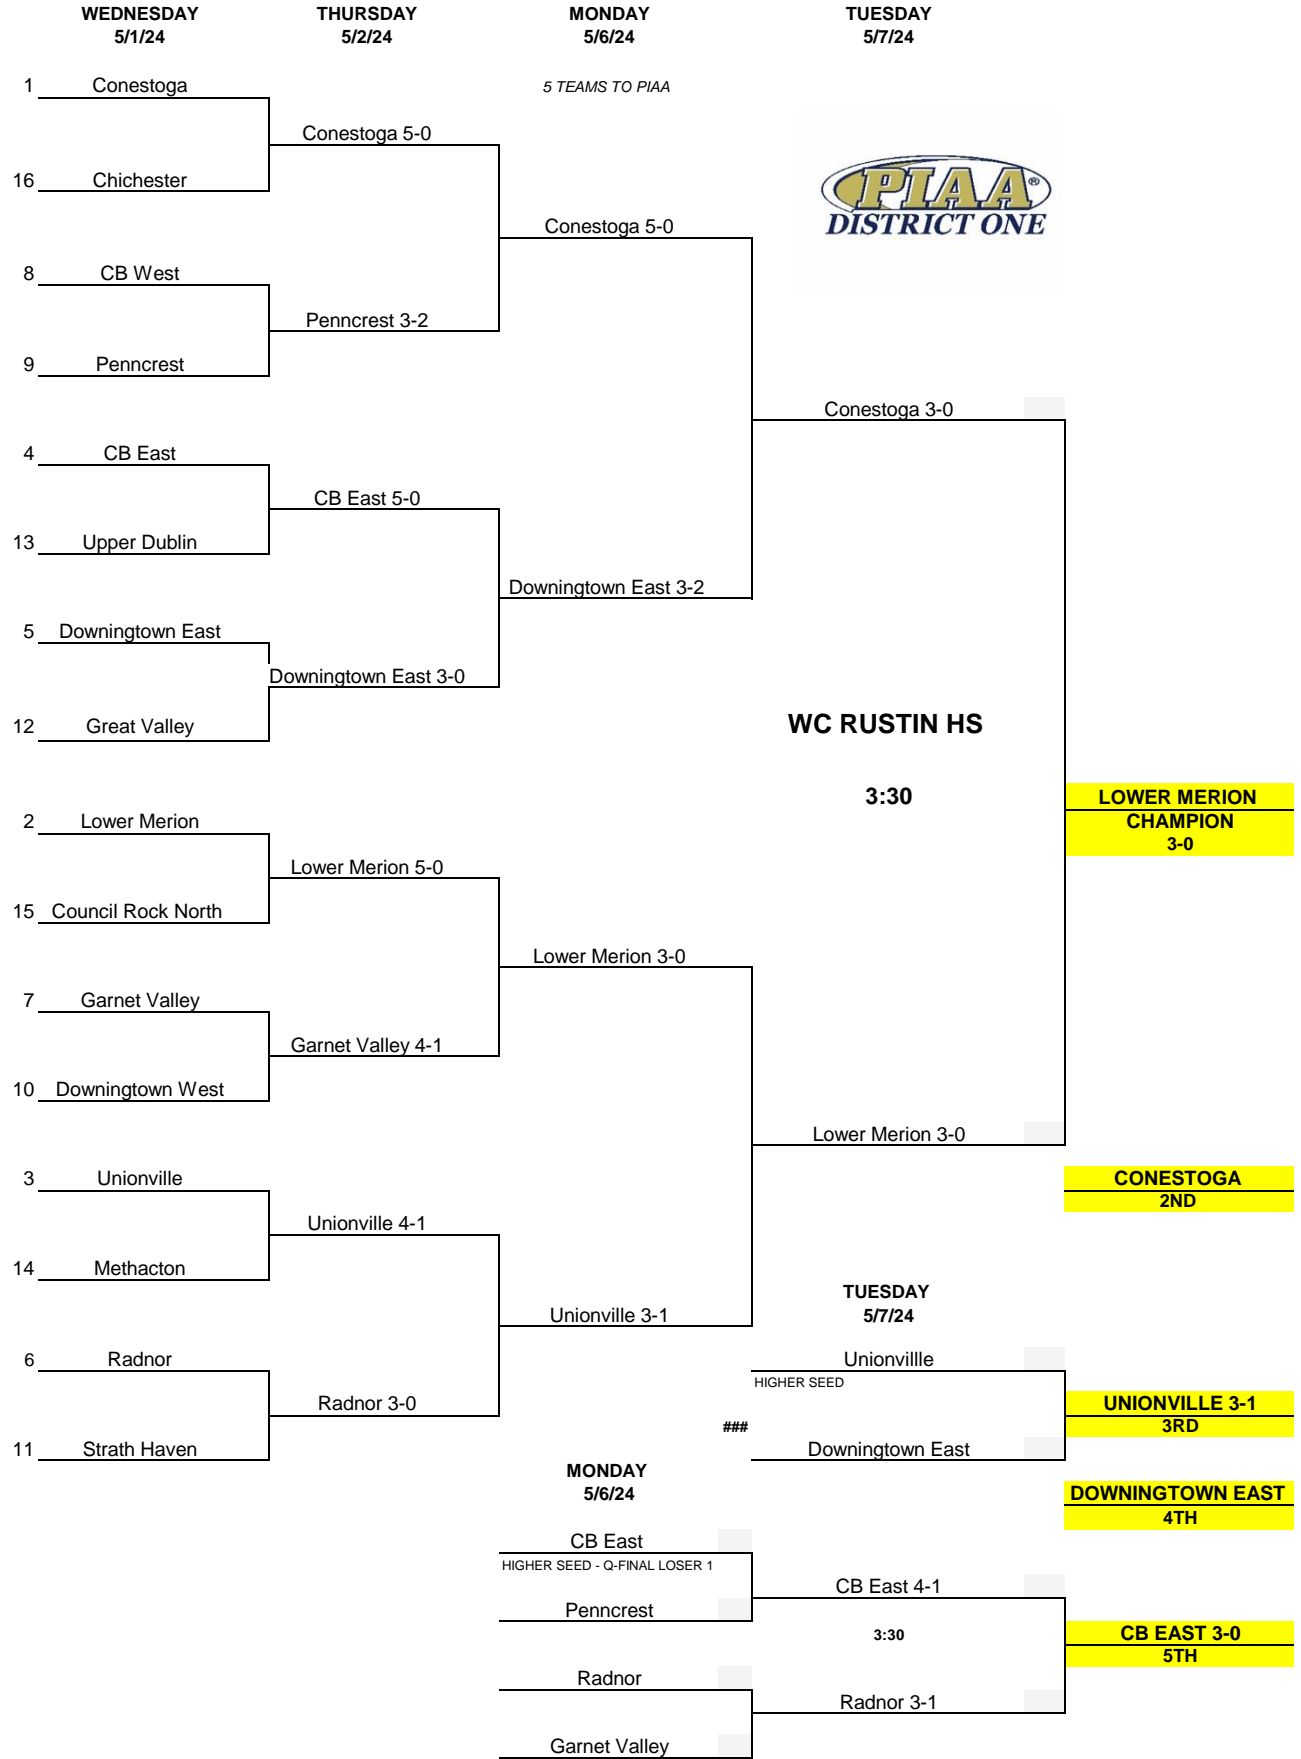 WEDNESDAY THURSDAY MONDAY TUESDAY
5/1/24 5/2/24 5/6/24 5/7/24
1 Conestoga 5 TEAMS TO PIAA
Conestoga 5-0
PIAA®
16 Chichester
DISTRICT ONE
Conestoga 5-0
8 CB West
Penncrest 3-2
9 Penncrest
Conestoga 3-0
4 CB East
CB East 5-0
13 Upper Dublin
Downingtown East 3-2
5 Downingtown East
Downingtown East 3-0
12 Great Valley WC RUSTIN HS
3:30 LOWER MERION
2 Lower Merion CHAMPION
3-0
Lower Merion 5-0
15 Council Rock North
Lower Merion 3-0
7 Garnet Valley
Garnet Valley 4-1
10 Downingtown West
Lower Merion 3-0
3 Unionville CONESTOGA
2ND
Unionville 4-1
14 Methacton
TUESDAY
Unionville 3-1 5/7/24
6 Radnor Unionvillle
HIGHER SEED
Radnor 3-0 UNIONVILLE 3-1
### 3RD
11 Strath Haven Downingtown East
MONDAY
5/6/24 DOWNINGTOWN EAST
4TH
CB East
HIGHER SEED - Q-FINAL LOSER 1
CB East 4-1
Penncrest
3:30 CB EAST 3-0
5TH
Radnor
Radnor 3-1
Garnet Valley